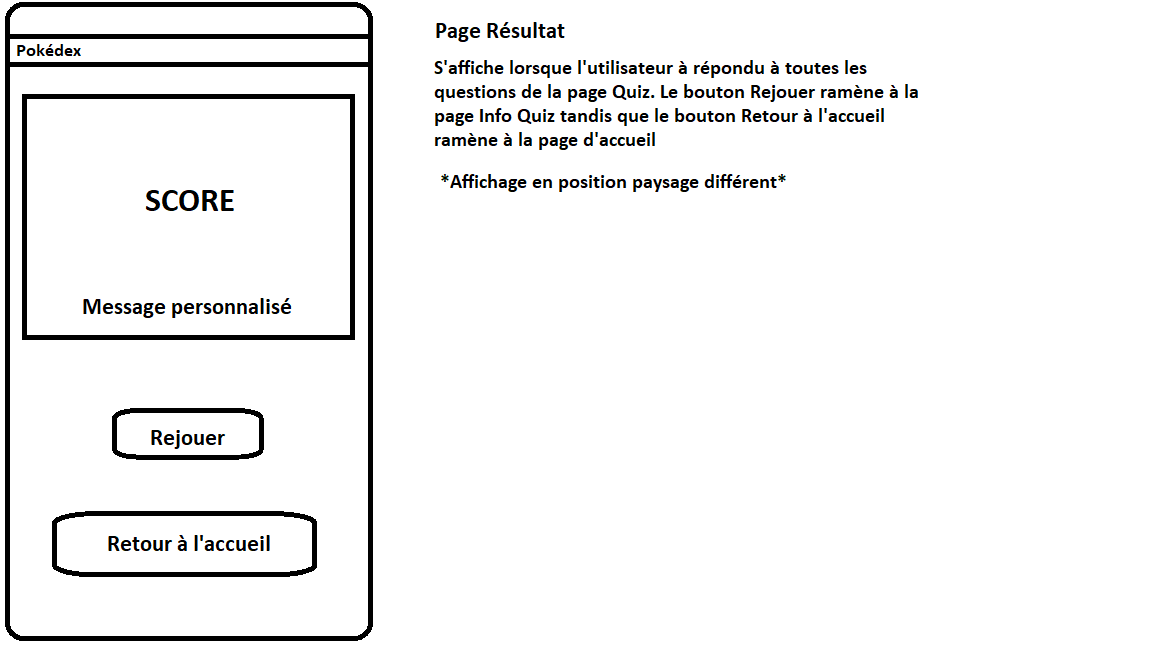 Pokédex
SCORE
Message personnalisé
Rejouer
Retour à l'accueil
Page Résultat
S'affiche lorsque l'utilisateur à répondu à toutes les
questions de la page Quiz. Le bouton Rejouer ramène à la
page Info Quiz tandis que le bouton Retour à l'accueil
ramène à la page d'accueil
*Affichage en position paysage différent*